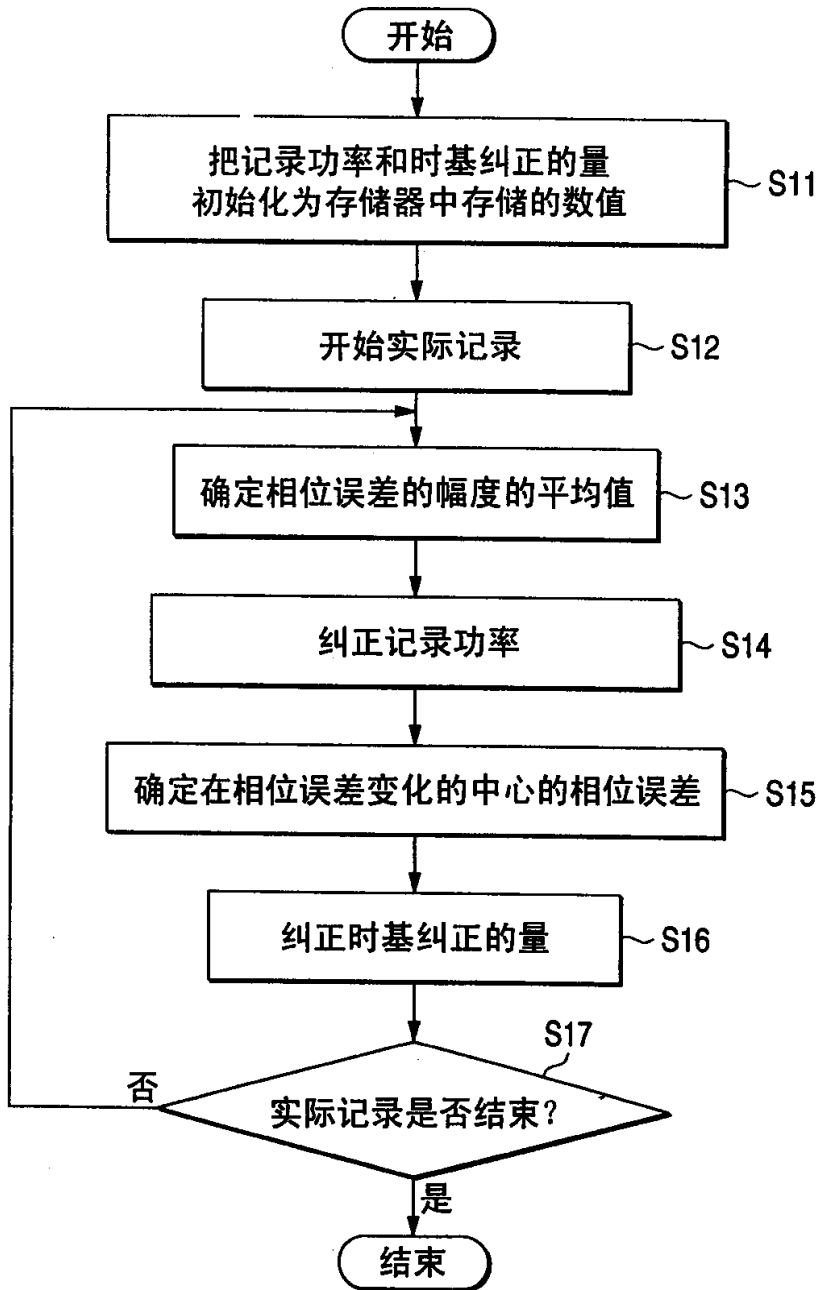 开始
把记录功率和时基纠正的量
初始化为存储器中存储的数值
S11
开始实际记录
S12
确定相位误差的幅度的平均值
S13
纠正记录功率
S14
确定在相位误差变化的中心的相位误差
S15
纠正时基纠正的量
S16
S17
否
实际记录是否结束?
是
结束